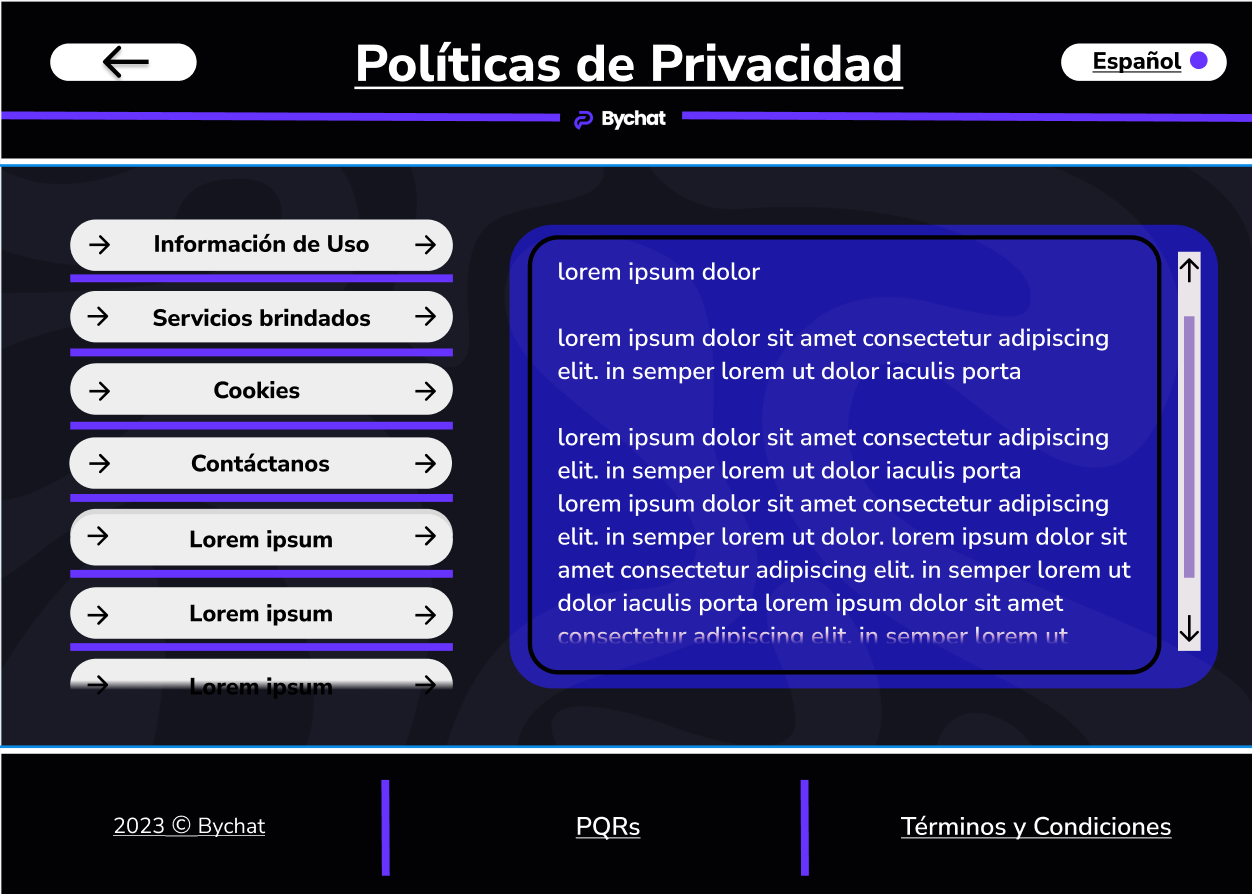 Políticas de Privacidad
Español
Bychat
Información de Uso
Servicios brindados
Cookies
Contáctanos
Lorem ipsum
Lorem ipsum
Lorem ipsum
lorem ipsum dolor
lorem ipsum dolor sit amet consectetur adipiscing
elit. in semper lorem ut dolor iaculis porta
lorem ipsum dolor sit amet consectetur adipiscing
elit. in semper lorem ut dolor iaculis porta
lorem ipsum dolor sit amet consectetur adipiscing
elit. in semper lorem ut dolor. lorem ipsum dolor sit
amet consectetur adipiscing elit. in semper lorem ut
dolor iaculis porta lorem ipsum dolor sit amet
consectetur adipiscing elit. in semper lorem ut
2023 © Bychat
PQRs
Términos y Condiciones